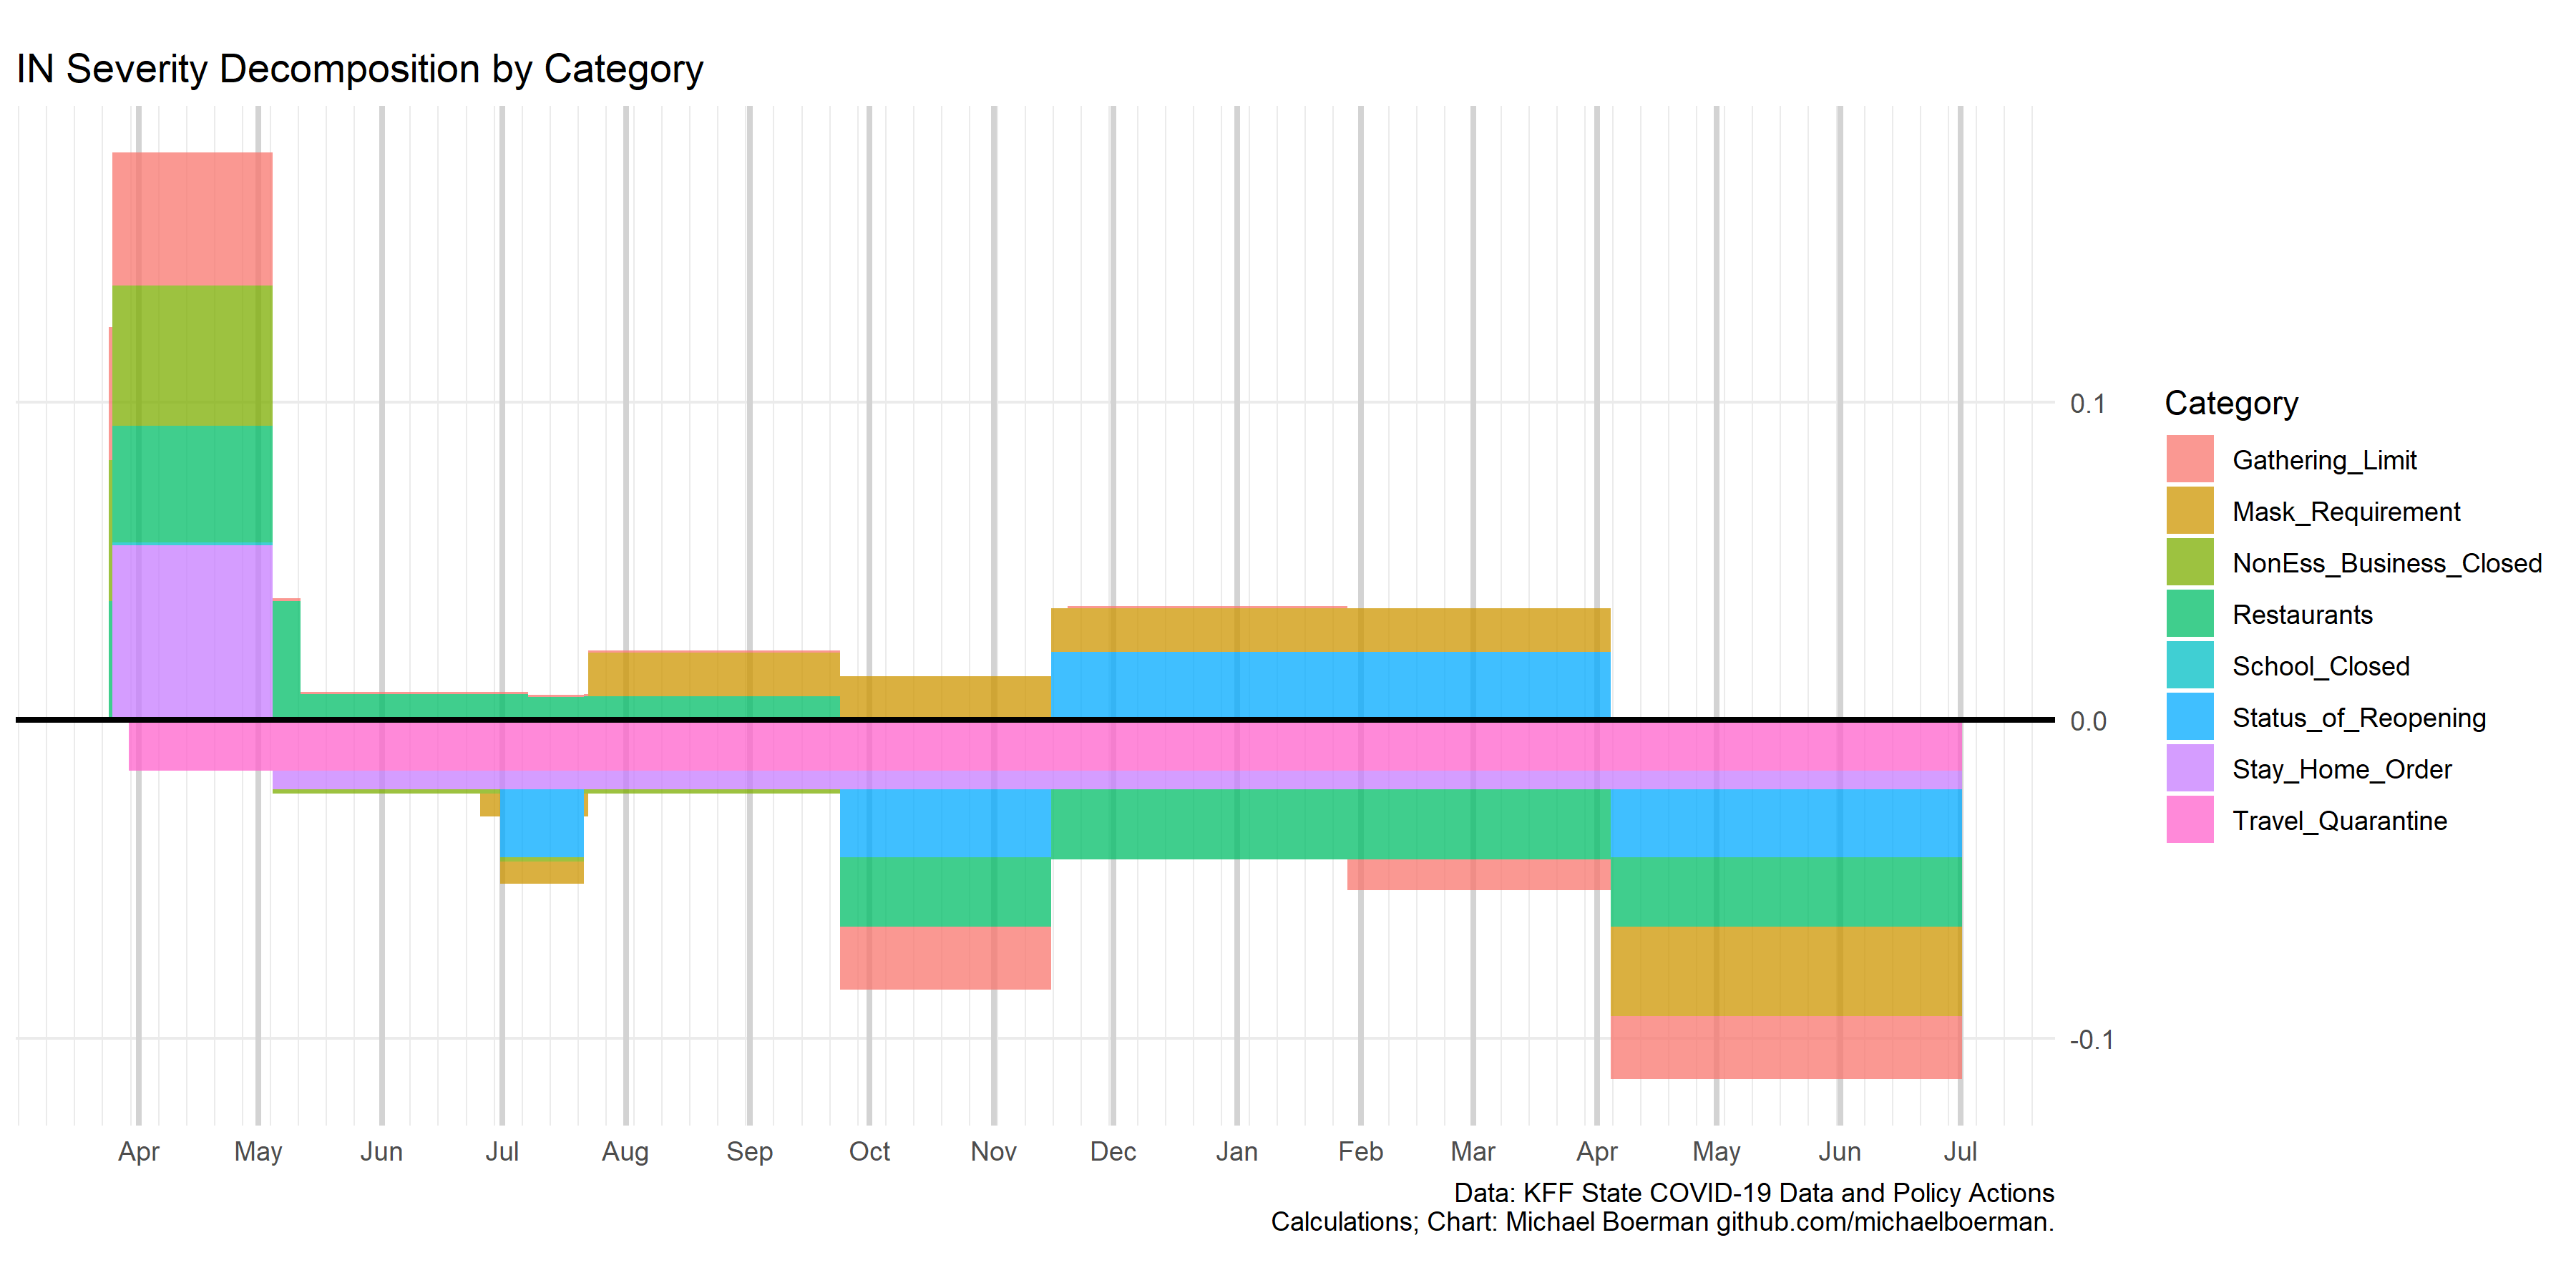 IN Severity Decomposition by Category
0.1
0.0
-0.1
Category
Gathering_Limit
Mask_Requirement
NonEss_Business_Closed
Restaurants
School_Closed
Status_of_Reopening
Stay_Home_Order
Travel_Quarantine
Apr May Jun Jul Aug Sep Oct Nov Dec Jan Feb Mar Apr May Jun Jul
Data: KFF State COVID-19 Data and Policy Actions
Calculations; Chart: Michael Boerman github.com/michaelboerman.